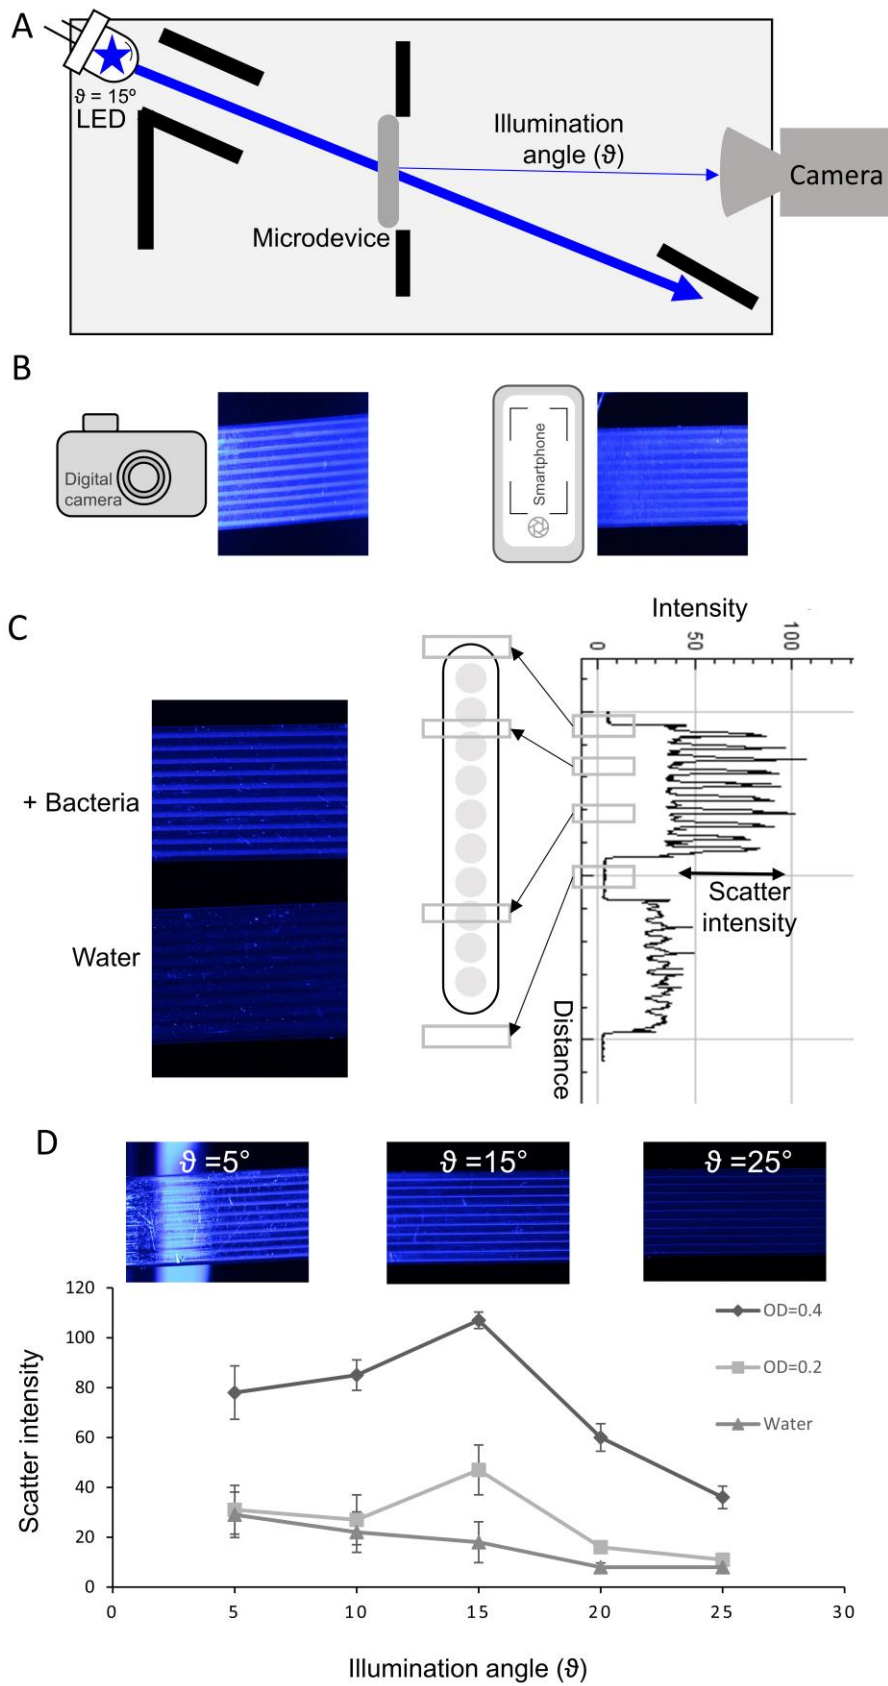 A
ϑ = 15º
LED
Illumination
angle (ϑ)
Camera
Microdevice
B
Digital
camera
Smartphone
C
Intensity
0
50
100
+ Bacteria
Scatter
intensity
Water
Distance
D
ϑ =5°
ϑ =15°
ϑ =25°
120
100
80
60
40
20
0
Scatter intensity
OD=0.4
OD=0.2
Water
0
5
10
15
20
25
30
Illumination angle (ϑ)